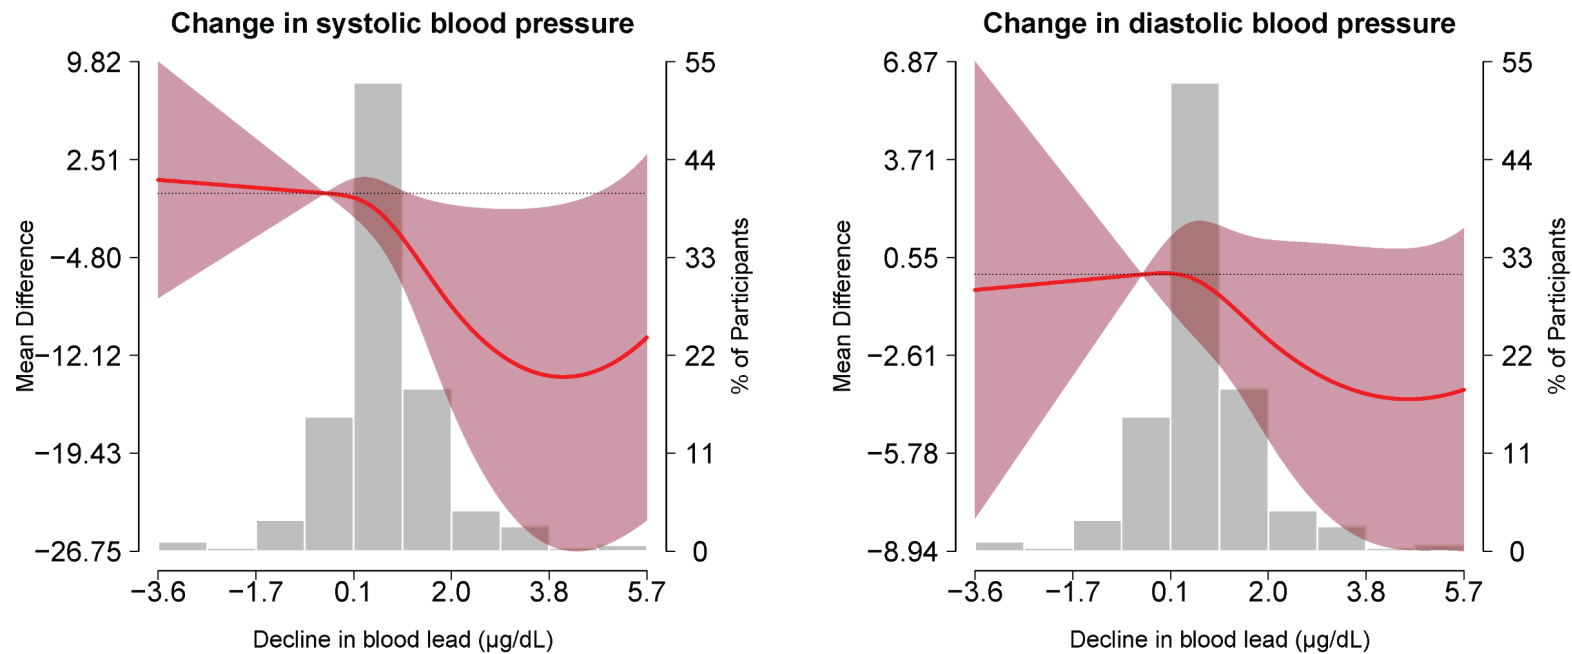 Change in systolic blood pressure
9.82
2.51
−4.80
−12.12
−19.43
−26.75
Mean Difference
55
44
33
22
11
0
% of Participants
−3.6 −1.7 0.1 2.0 3.8 5.7
Decline in blood lead (μg/dL)
Change in diastolic blood pressure
6.87
3.71
0.55
−2.61
−5.78
−8.94
Mean Difference
55
44
33
22
11
0
% of Participants
−3.6 −1.7 0.1 2.0 3.8 5.7
Decline in blood lead (μg/dL)